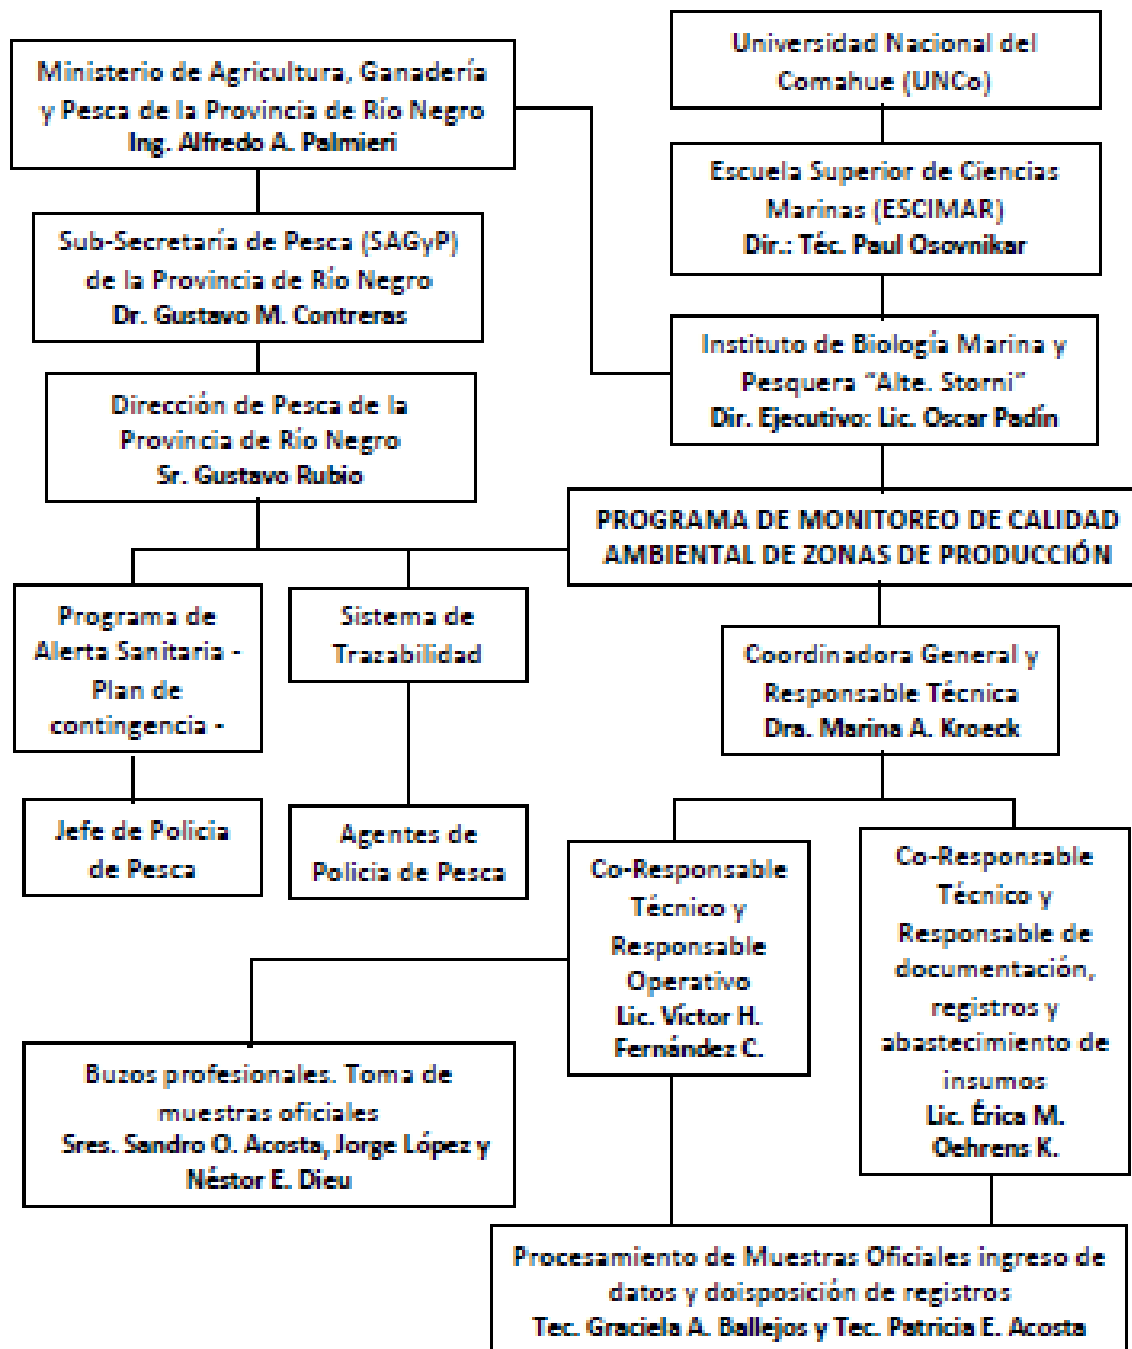 Ministerio de Agricultura, Ganadería
y Pesca de la Provincia de Río Negro
Ing. Alfredo A. Palmieri
Universidad Nacional del
Comahue (UNCo)
Escuela Superior de Ciencias
Marinas (ESCIMAR)
Dir.: Téc. Paul Osovnikar
Sub-Secretaría de Pesca (SAGyP)
de la Provincia de Río Negro
Dr. Gustavo M. Contreras
Instituto de Biología Marina y
Pesquera "Alte. Storni"
Dir. Ejecutivo: Lic. Oscar Padín
Dirección de Pesca de la
Provincia de Río Negro
Sr. Gustavo Rubio
PROGRAMA DE MONITOREO DE CALIDAD
AMBIENTAL DE ZONAS DE PRODUCCIÓN
Programa de
Alerta Sanitaria -
Plan de
contingencia -
Sistema de
Trazabilidad
Coordinadora General y
Responsable Técnica
Dra. Marina A. Kroeck
Jefe de Policia
de Pesca
Agentes de
Policia de Pesca
Co-Responsable
Técnico y
Responsable
Operativo
Lic. Víctor H.
Fernández C.
Co-Responsable
Técnico y
Responsable de
documentación,
registros y
abastecimiento de
insumos
Lic. Érica M.
Oehrens K.
Buzos profesionales. Toma de
muestras oficiales
Sres. Sandro O. Acosta, Jorge López y
Néstor E. Dieu
Procesamiento de Muestras Oficiales ingreso de
datos y doisposición de registros
Tec. Graciela A. Ballejos y Tec. Patricia E. Acosta